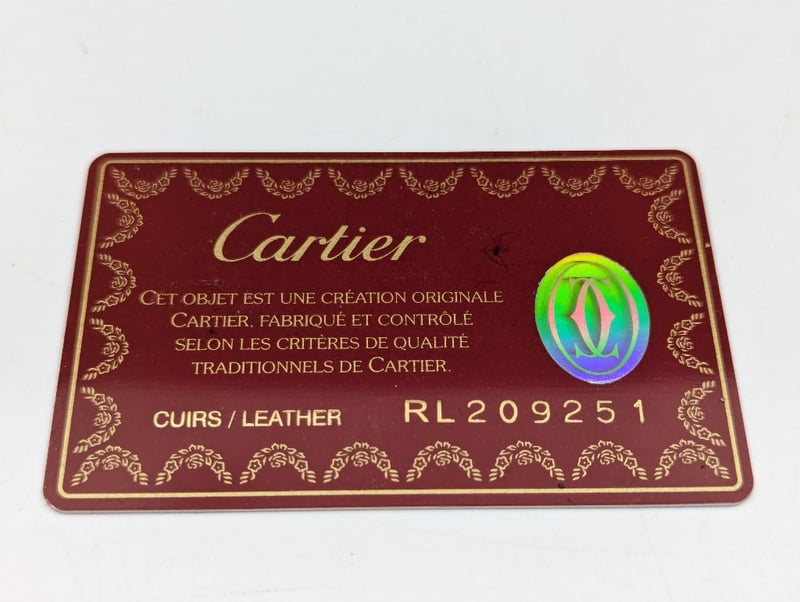 Cartier
CET OBJET EST UNE CRÉATION ORIGINALE
CARTIER, FABRIQUÉ ET CONTRÔLÉ
SELON LES CRITÈRES DE QUALITÉ
TRADITIONNELS DE CARTIER.
CUIRS / LEATHER RL209251